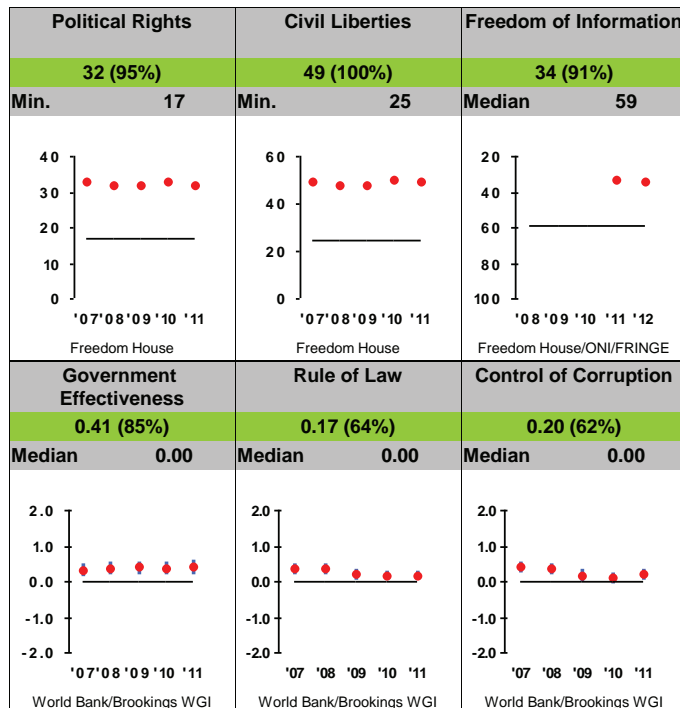 Political Rights
32 (95%)
Min. 17
40
30
20
10
0
'07 '08 '09 '10 '11
Freedom House
Civil Liberties
49 (100%)
Min. 25
60
40
20
0
'07 '08 '09 '10 '11
Freedom House
Freedom of Information
34 (91%)
Median 59
20
40
60
80
100
'08 '09 '10 '11 '12
Freedom House/ONI/FRINGE
Government
Effectiveness
0.41 (85%)
Median 0.00
2.0
1.0
0.0
-1.0
-2.0
'07 '08 '09 '10 '11
World Bank/Brookings WGI
Rule of Law
0.17 (64%)
Median 0.00
2.0
1.0
0.0
-1.0
-2.0
'07 '08 '09 '10 '11
World Bank/Brookings WGI
Control of Corruption
0.20 (62%)
Median 0.00
2.0
1.0
0.0
-1.0
-2.0
'07 '08 '09 '10 '11
World Bank/Brookings WGI